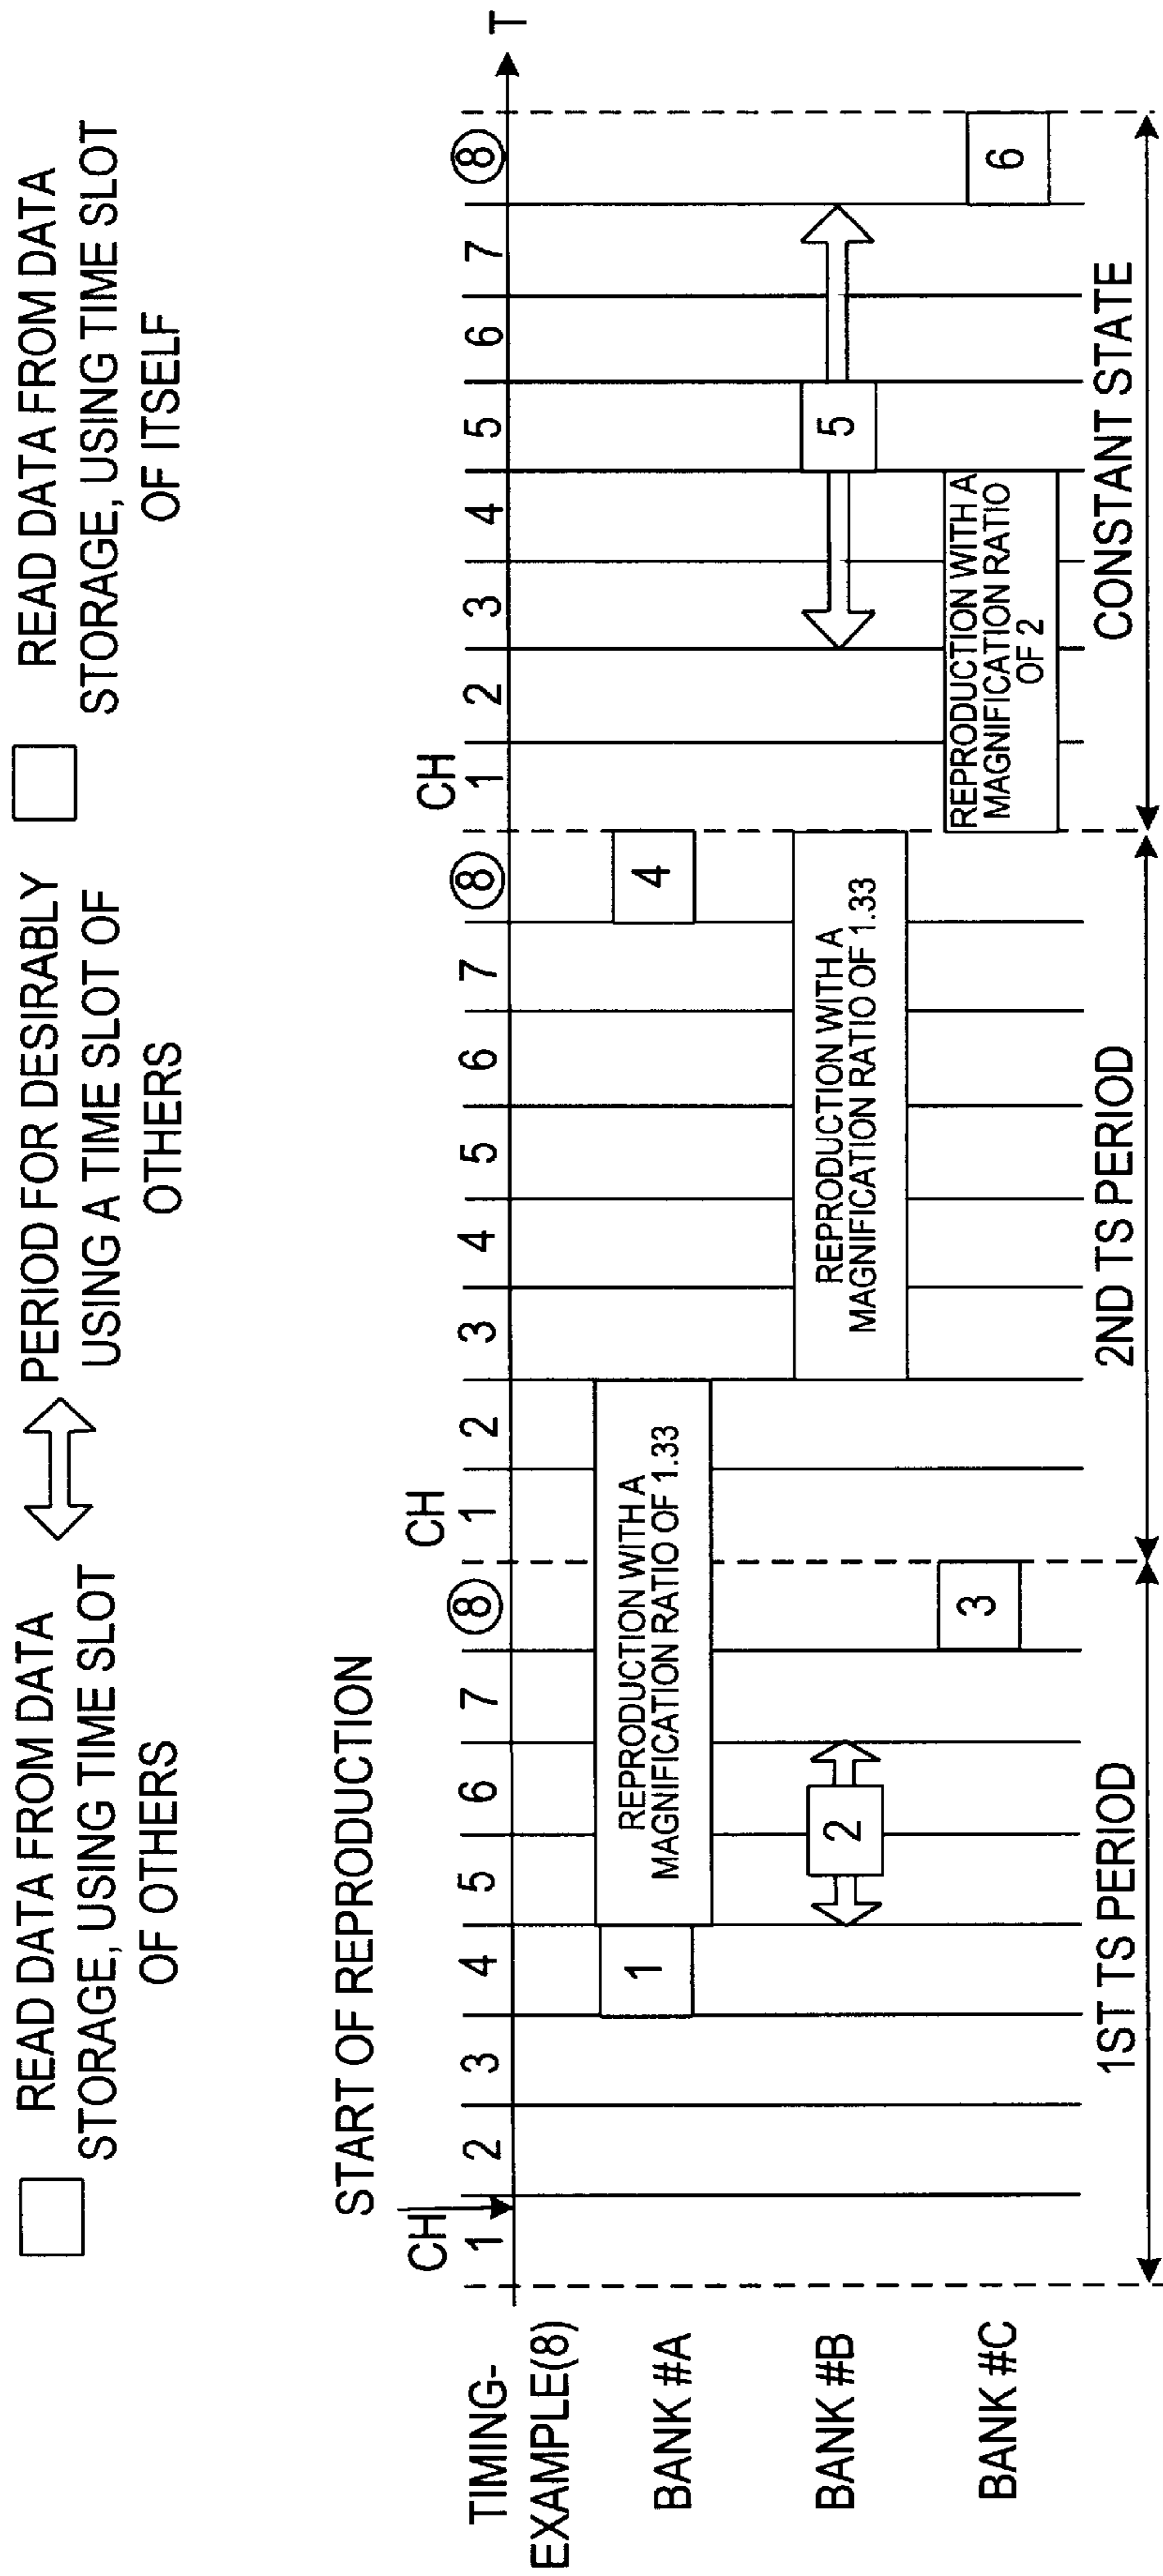 READ DATA FROM DATA
STORAGE, USING TIME SLOT
OF OTHERS
PERIOD FOR DESIRABLY
USING A TIME SLOT OF
OTHERS
READ DATA FROM DATA
STORAGE, USING TIME SLOT
OF ITSELF
START OF REPRODUCTION
CH CH CH
TIMING-
EXAMPLE(8)
1 2 3 4 5 6 7 8 1 2 3 4 5 6 7 8 1 2 3 4 5 6 7 8 T
BANK #A
1
REPRODUCTION WITH A
MAGNIFICATION RATIO OF 1.33
4
BANK #B
2
REPRODUCTION WITH A
MAGNIFICATION RATIO OF 1.33
5
BANK #C
3
REPRODUCTION WITH A
MAGNIFICATION RATIO
OF 2
6
1ST TS PERIOD
2ND TS PERIOD
CONSTANT STATE